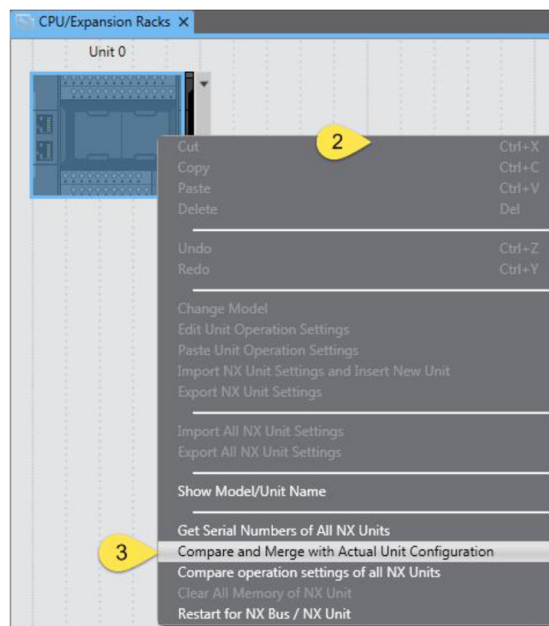 CPU/Expansion Racks ×
Unit 0
2
Cut Ctrl+X
Copy Ctrl+C
Paste Ctrl+V
Delete Del
Undo Ctrl+Z
Redo Ctrl+Y
Change Model
Edit Unit Operation Settings
Paste Unit Operation Settings
Import NX Unit Settings and Insert New Unit
Export NX Unit Settings
Import All NX Unit Settings
Export All NX Unit Settings
Show Model/Unit Name
Get Serial Numbers of All NX Units
3 Compare and Merge with Actual Unit Configuration
Compare operation settings of all NX Units
Clear All Memory of NX Unit
Restart for NX Bus / NX Unit